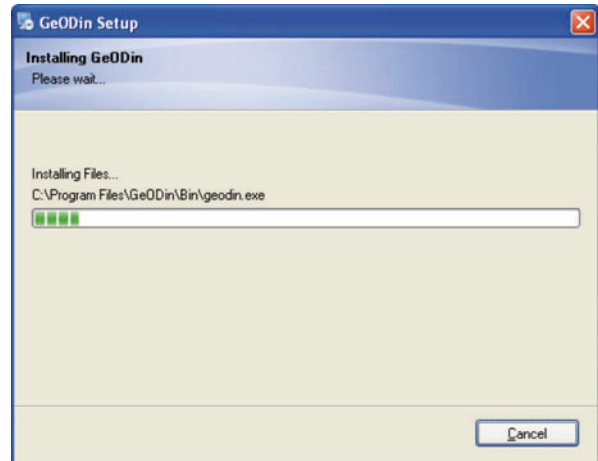 GeODin Setup
Installing GeODin
Please wait...
Installing Files...
C:\Program Files\GeODin\Bin\geodin.exe
Cancel